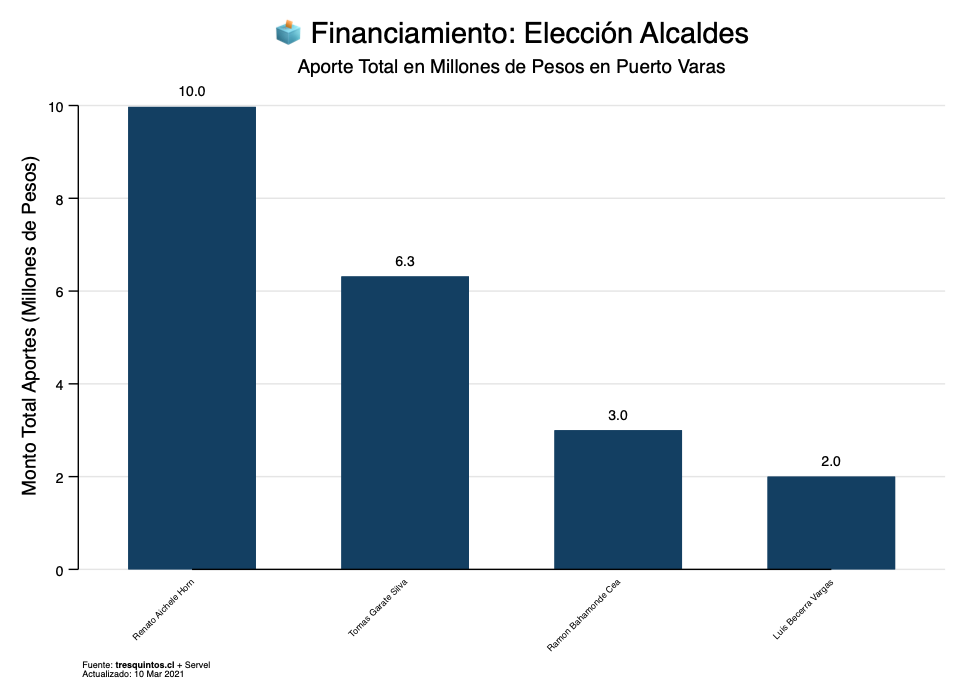 Financiamiento: Elección Alcaldes
Aporte Total en Millones de Pesos en Puerto Varas
Monto Total Aportes (Millones de Pesos)
10
8
6
4
2
0
10.0
6.3
3.0
2.0
Renato Aichele Horn
Tomas Garate Silva
Ramon Bahamonde Cea
Luis Becerra Vargas
Fuente: tresquintos.cl + Servel
Actualizado: 10 Mar 2021